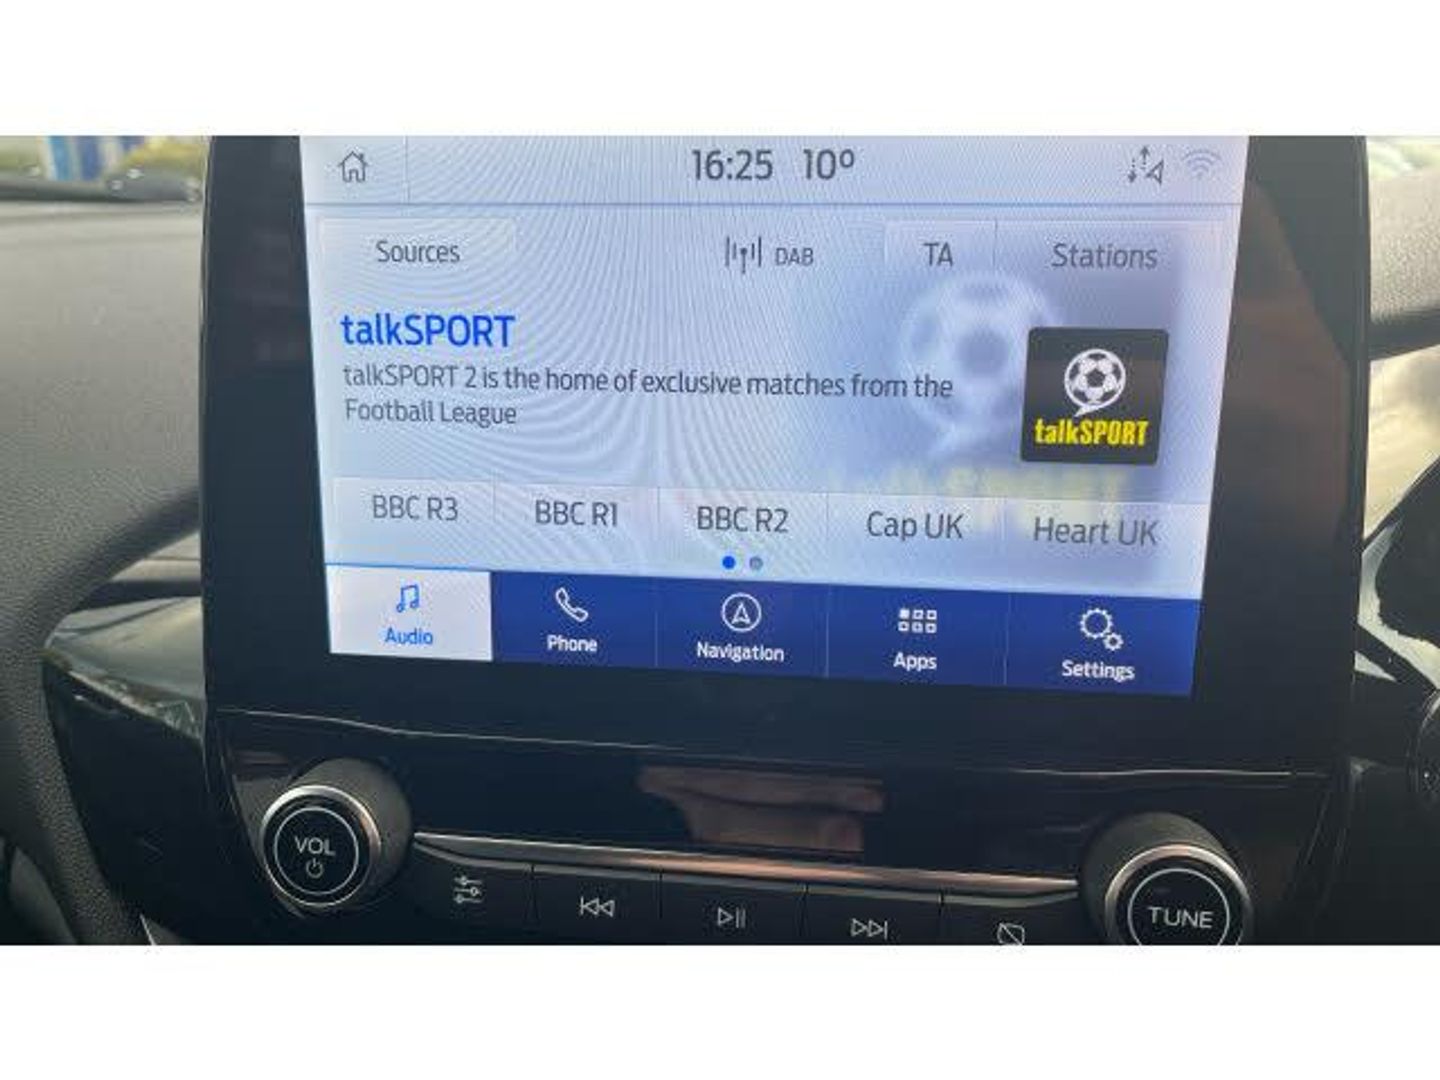 16:25 10°
Sources DAB TA Stations
talkSPORT
talkSPORT 2 is the home of exclusive matches from the
Football League
talkSPORT
BBC R3 BBC R1 BBC R2 Cap UK Heart UK
Audio Phone Navigation Apps Settings
VOL
TUNE